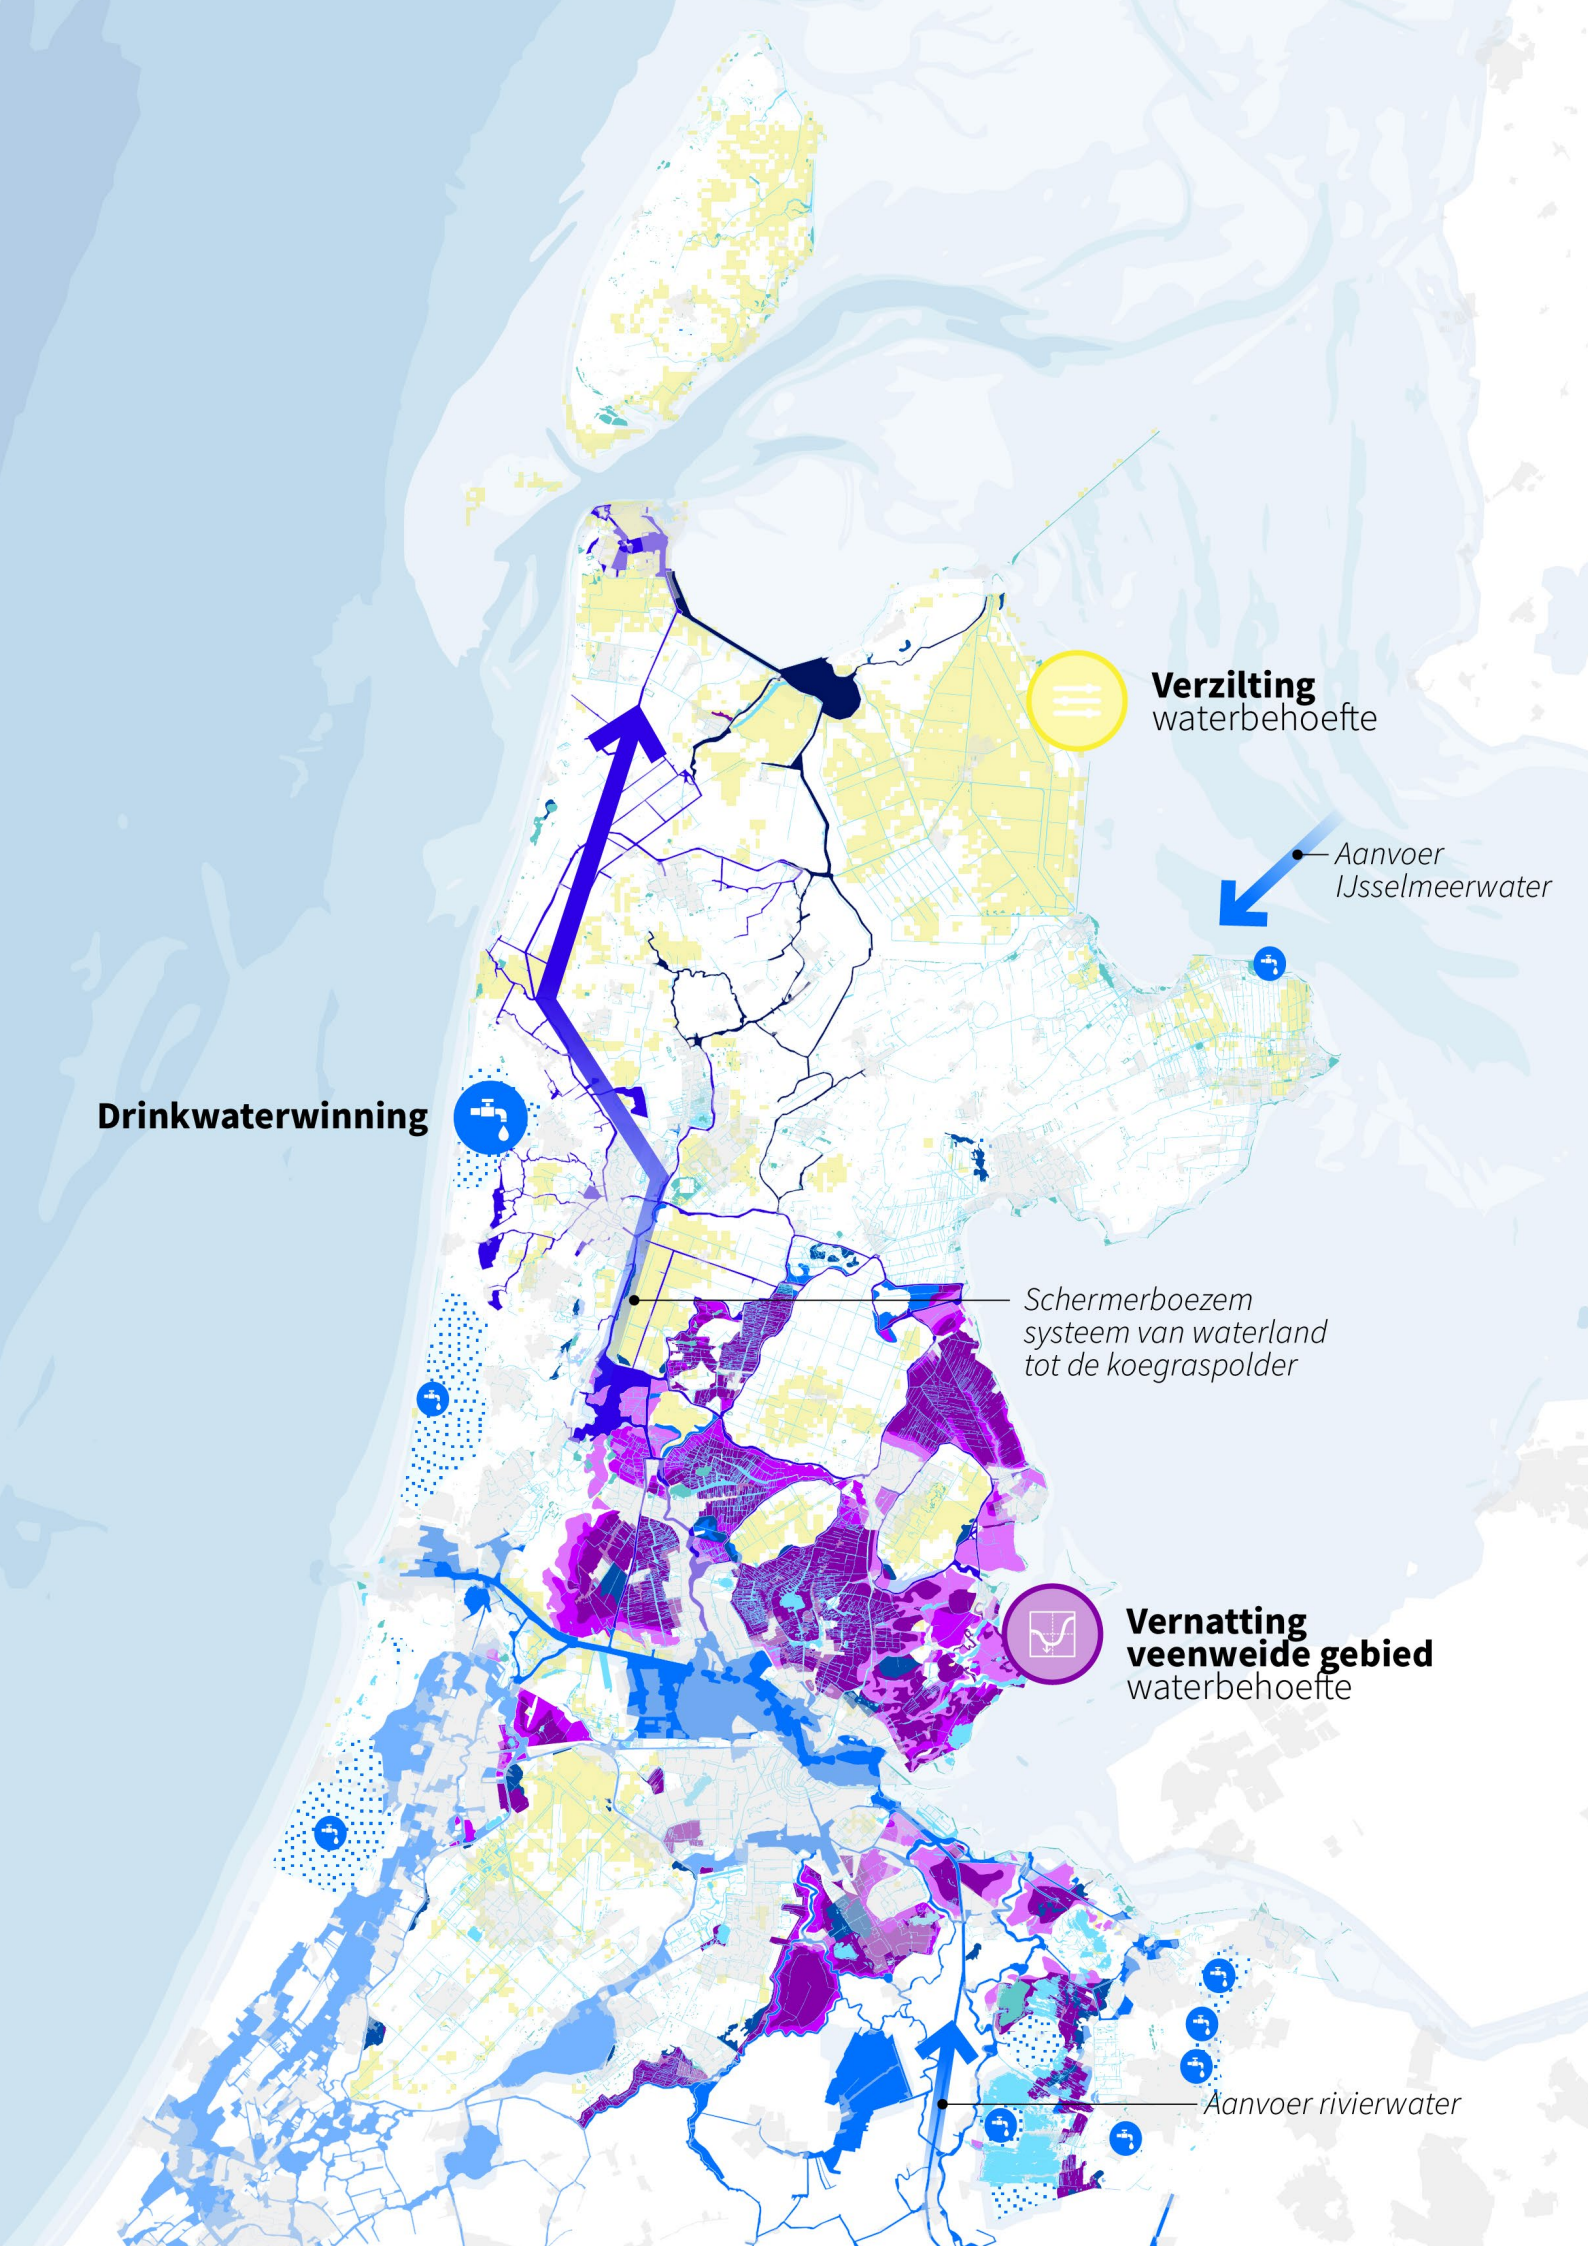 Verzilting
waterbehoefte
Aanvoer
IJsselmeerwater
Drinkwaterwinning
Schermerboezem
systeem van waterland
tot de koegraspolder
Vernatting
veenweide gebied
waterbehoefte
Aanvoer rivierwater